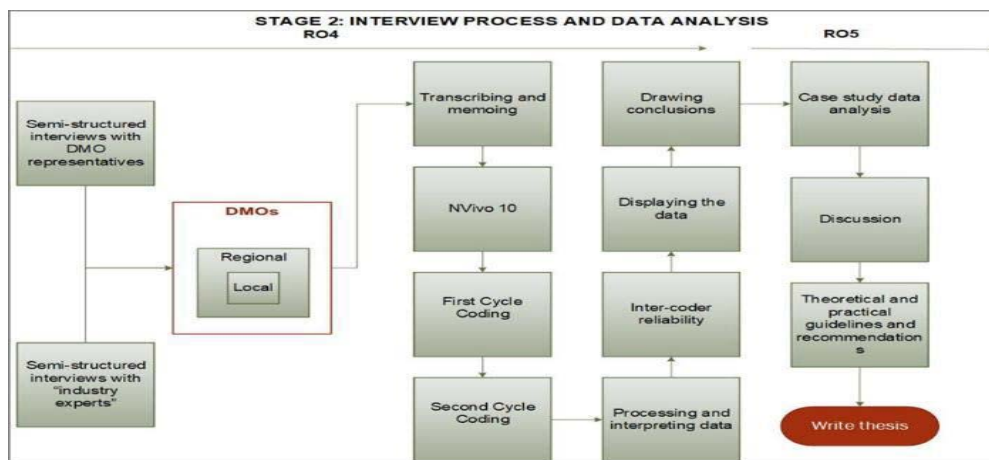 STAGE 2: INTERVIEW PROCESS AND DATA ANALYSIS
RO4
RO5
Semi-structured
interviews with
DMO
representatives
Semi-structured
interviews with
"industry
experts"
DMOs
Regional
Local
Transcribing and
memoing
NVivo 10
First Cycle
Coding
Second Cycle
Coding
Processing and
interpreting data
Inter-coder
reliability
Displaying the
data
Drawing
conclusions
Case study data
analysis
Discussion
Theoretical and
practical
guidelines and
recommendation
s
Write thesis